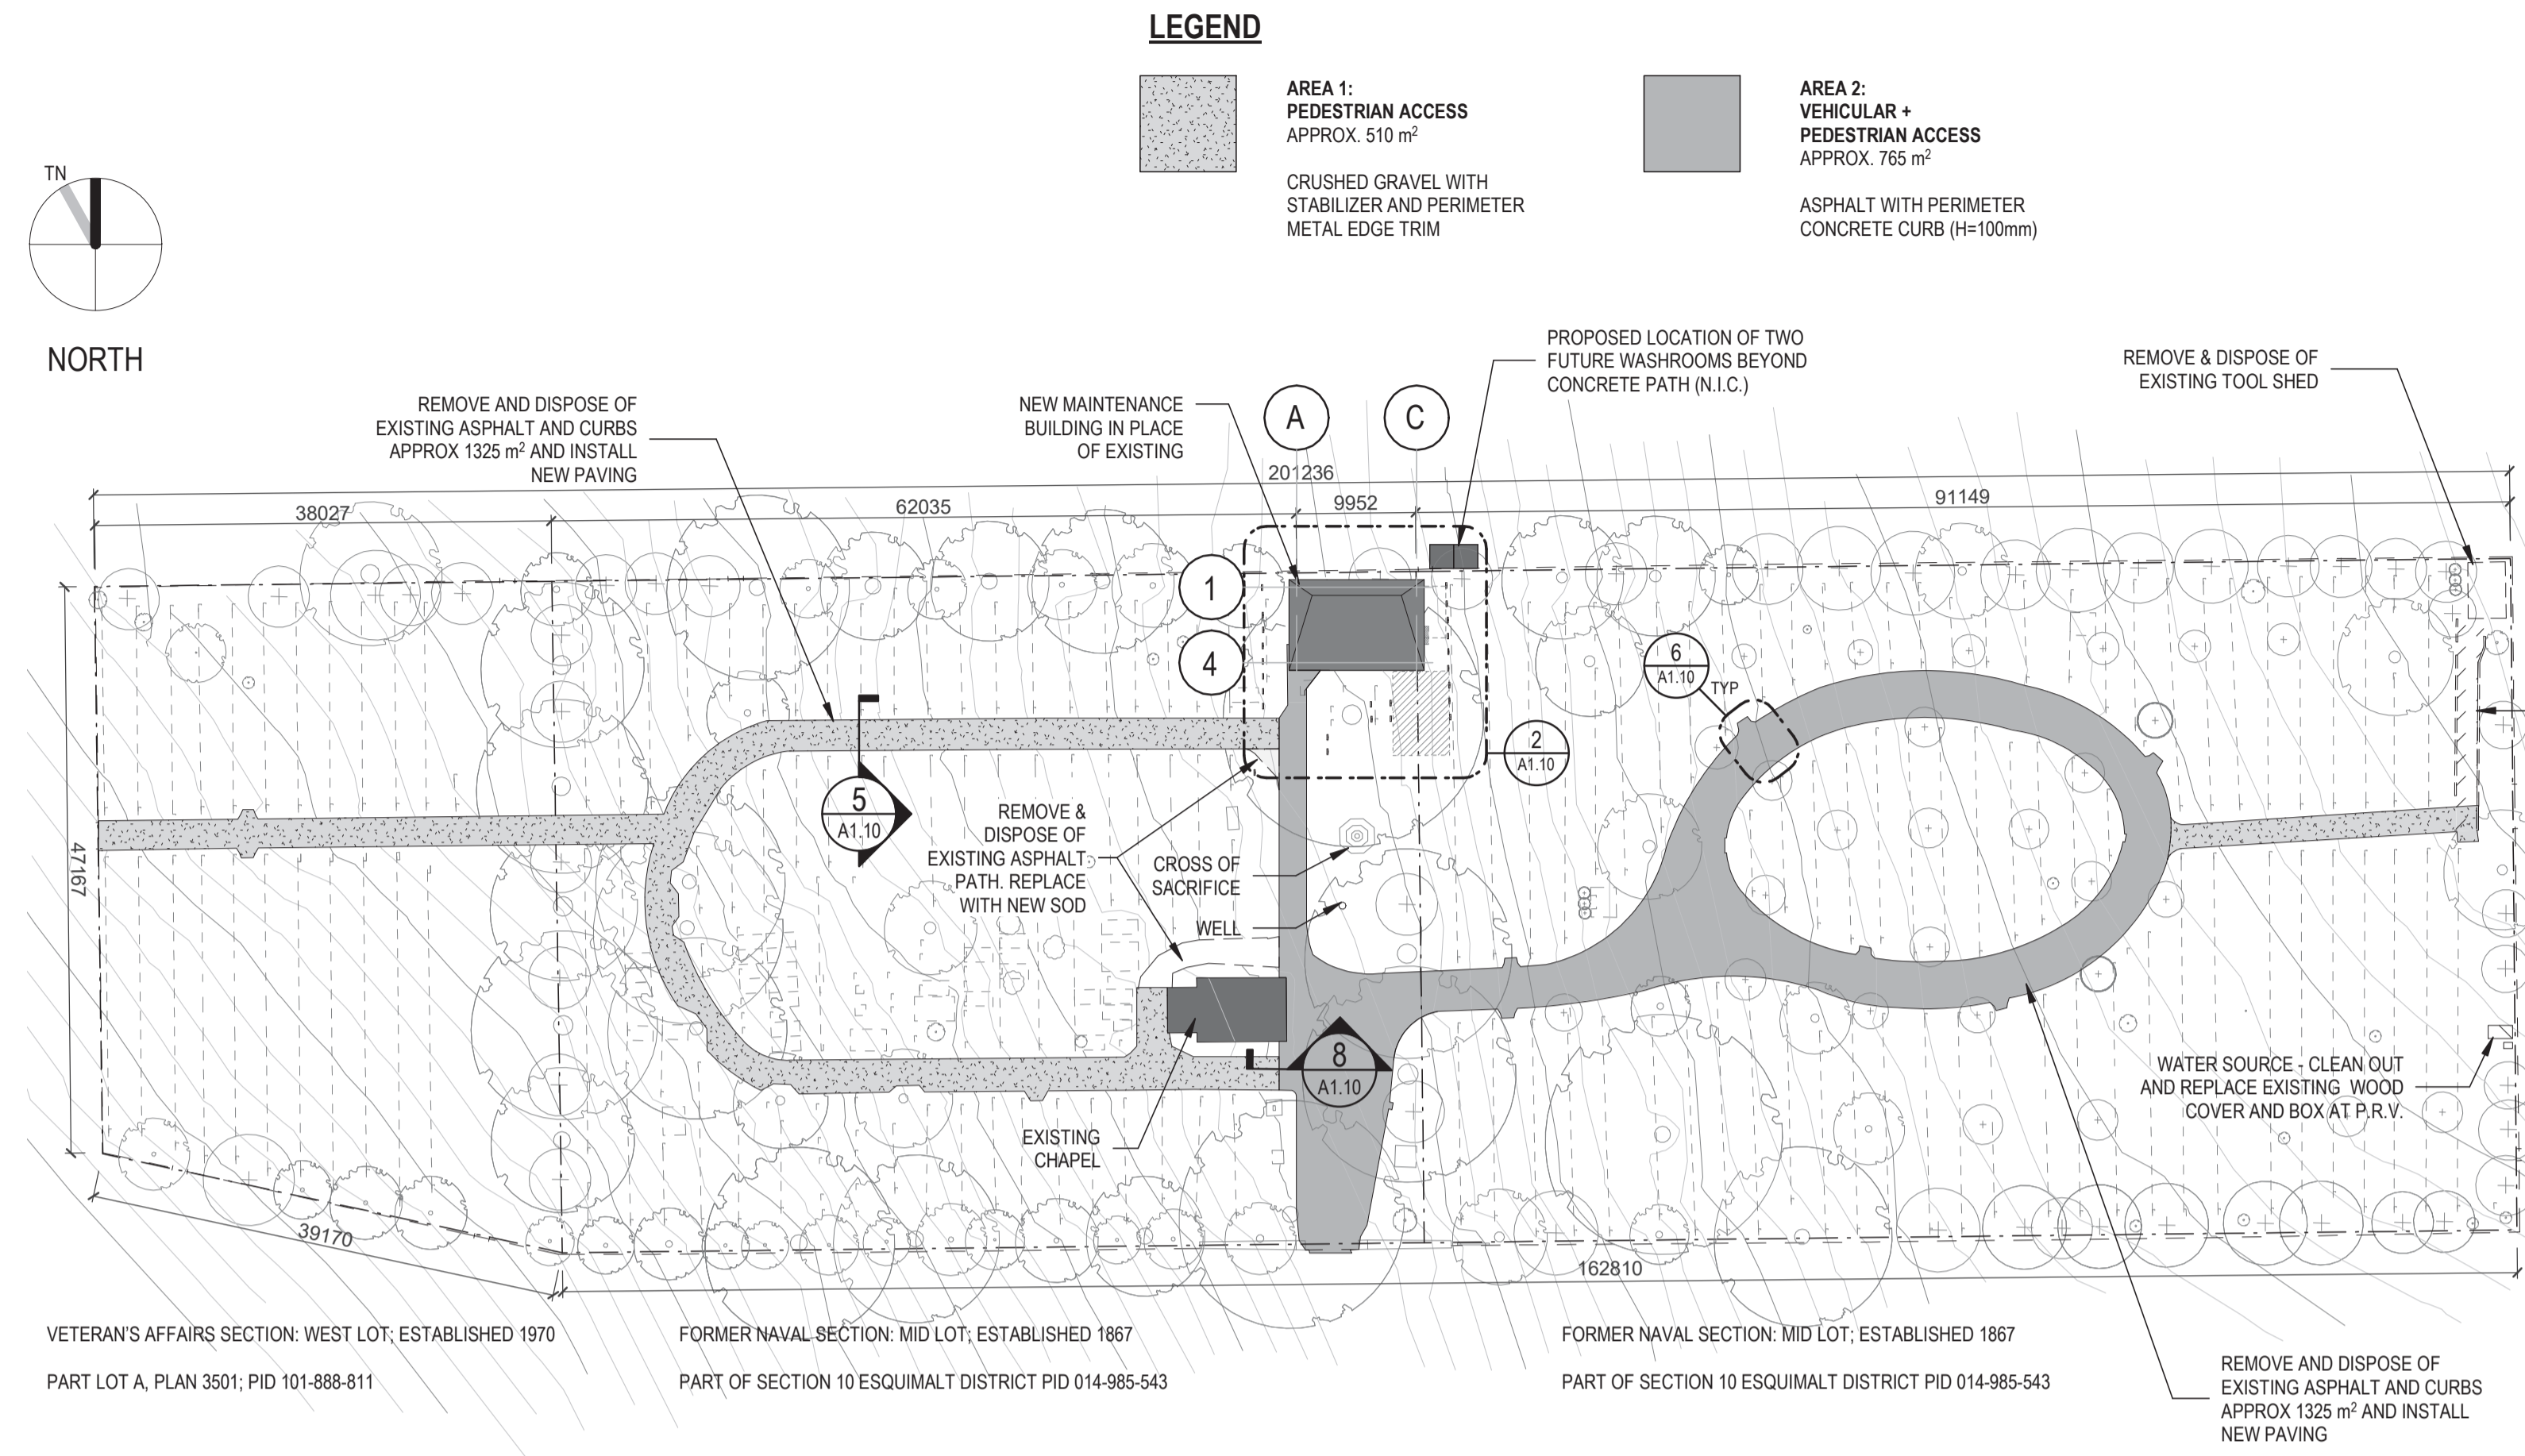 LEGEND
AREA 1:
PEDESTRIAN ACCESS
APPROX. 510 m²
CRUSHED GRAVEL WITH
STABILIZER AND PERIMETER
METAL EDGE TRIM
AREA 2:
VEHICULAR +
PEDESTRIAN ACCESS
APPROX. 765 m²
ASPHALT WITH PERIMETER
CONCRETE CURB (H=100mm)
TN
NORTH
REMOVE AND DISPOSE OF
EXISTING ASPHALT AND CURBS
APPROX 1325 m² AND INSTALL
NEW PAVING
NEW MAINTENANCE
BUILDING IN PLACE
OF EXISTING
A
C
PROPOSED LOCATION OF TWO
FUTURE WASHROOMS BEYOND
CONCRETE PATH (N.I.C.)
REMOVE & DISPOSE OF
EXISTING TOOL SHED
201236
38027
62035
9952
91149
1
4
6
A1.10
TYP
2
A1.10
5
A1.10
47167
REMOVE &
DISPOSE OF
EXISTING ASPHALT
PATH. REPLACE
WITH NEW SOD
CROSS OF
SACRIFICE
WELL
8
A1.10
EXISTING
CHAPEL
WATER SOURCE - CLEAN OUT
AND REPLACE EXISTING WOOD
COVER AND BOX AT P.R.V.
39170
162810
VETERAN'S AFFAIRS SECTION: WEST LOT; ESTABLISHED 1970
PART LOT A, PLAN 3501; PID 101-888-811
FORMER NAVAL SECTION: MID LOT; ESTABLISHED 1867
PART OF SECTION 10 ESQUIMALT DISTRICT PID 014-985-543
FORMER NAVAL SECTION: MID LOT; ESTABLISHED 1867
PART OF SECTION 10 ESQUIMALT DISTRICT PID 014-985-543
REMOVE AND DISPOSE OF
EXISTING ASPHALT AND CURBS
APPROX 1325 m² AND INSTALL
NEW PAVING